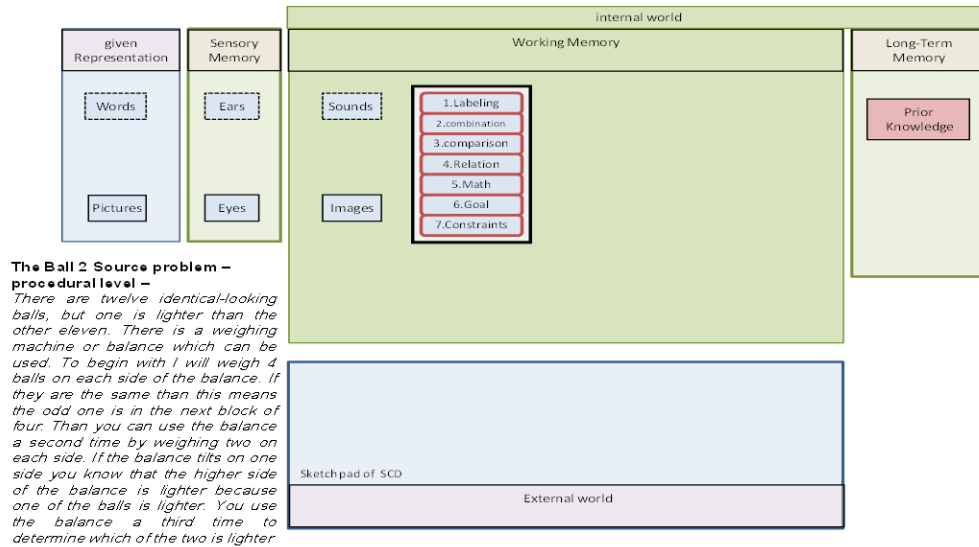 internal world
given
Representation
Sensory
Memory
Working Memory
Long-Term
Memory
Words
Ears
Sounds
1.Labeling
2.combination
3.comparison
4.Relation
5.Math
6.Goal
7.Constraints
Prior
Knowledge
Pictures
Eyes
Images
The Ball 2 Source problem –
procedural level –
There are twelve identical-looking
balls, but one is lighter than the
other eleven. There is a weighing
machine or balance which can be
used. To begin with I will weigh 4
balls on each side of the balance. If
they are the same than this means
the odd one is in the next block of
four. Than you can use the balance
a second time by weighing two on
each side. If the balance tilts on one
side you know that the higher side
of the balance is lighter because
one of the balls is lighter. You use
the balance a third time to
determine which of the two is lighter
Sketchpad of SCD
External world